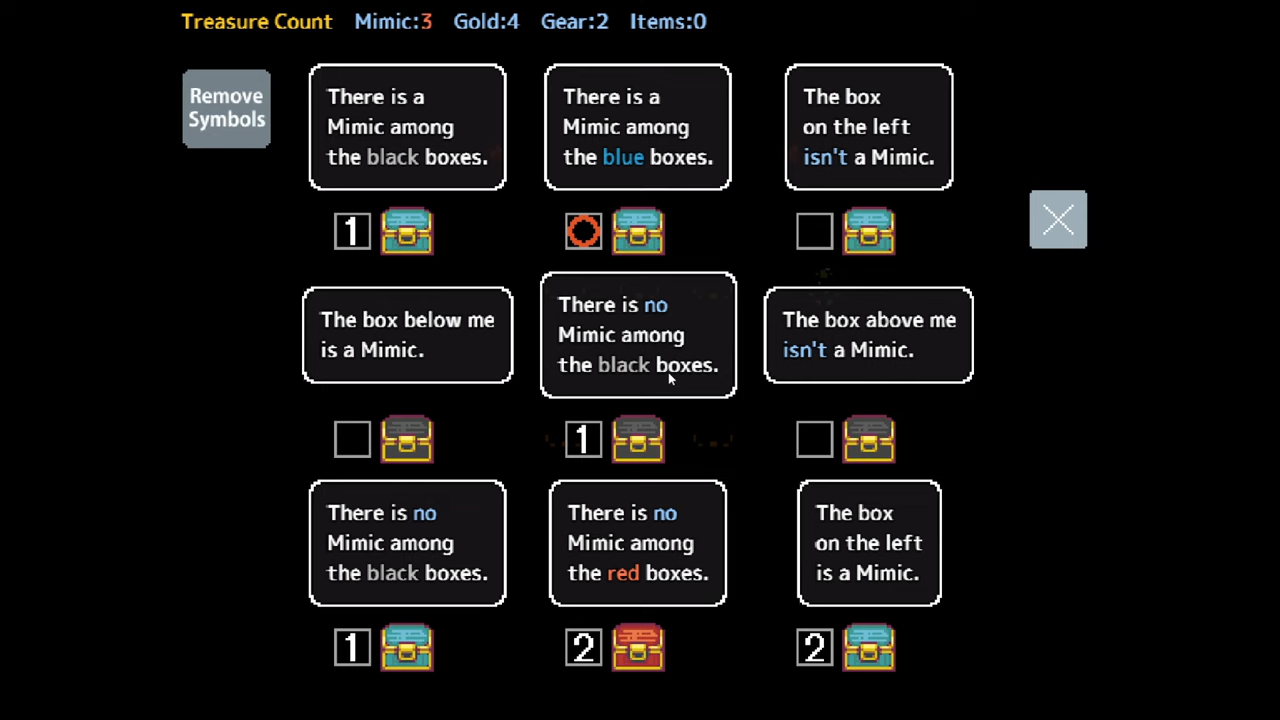 Treasure Count Mimic:3 Gold:4 Gear:2 Items:0
Remove
Symbols
There is a
Mimic among
the black boxes.
There is a
Mimic among
the blue boxes.
The box
on the left
isn't a Mimic.
1
The box below me
is a Mimic.
There is no
Mimic among
the black boxes.
The box above me
isn't a Mimic.
1
There is no
Mimic among
the black boxes.
There is no
Mimic among
the red boxes.
The box
on the left
is a Mimic.
1
2
2